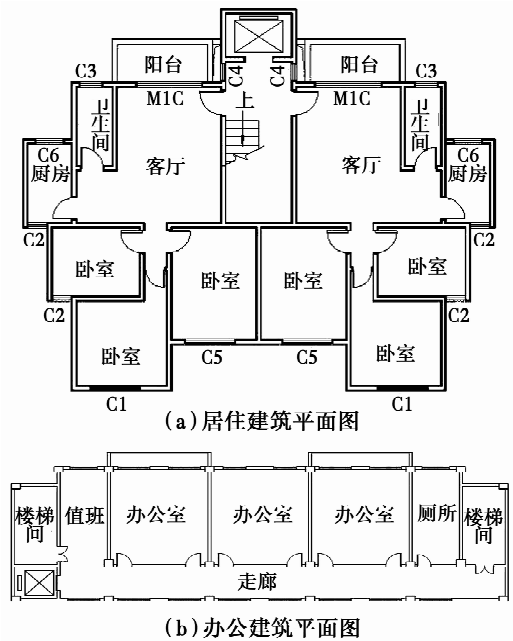 阳台 阳台
C3 C4 C4 C3
M1C 上 M1C
卫生间 卫生间
C6 客厅 客厅 C6
厨房 厨房
C2 C2
卧室 卧室 卧室 卧室
C2 C2
卧室 C5 C5 卧室
C1 C1
(a)居住建筑平面图
楼梯间 值班 办公室 办公室 办公室 厕所 楼梯间
走廊
(b)办公建筑平面图